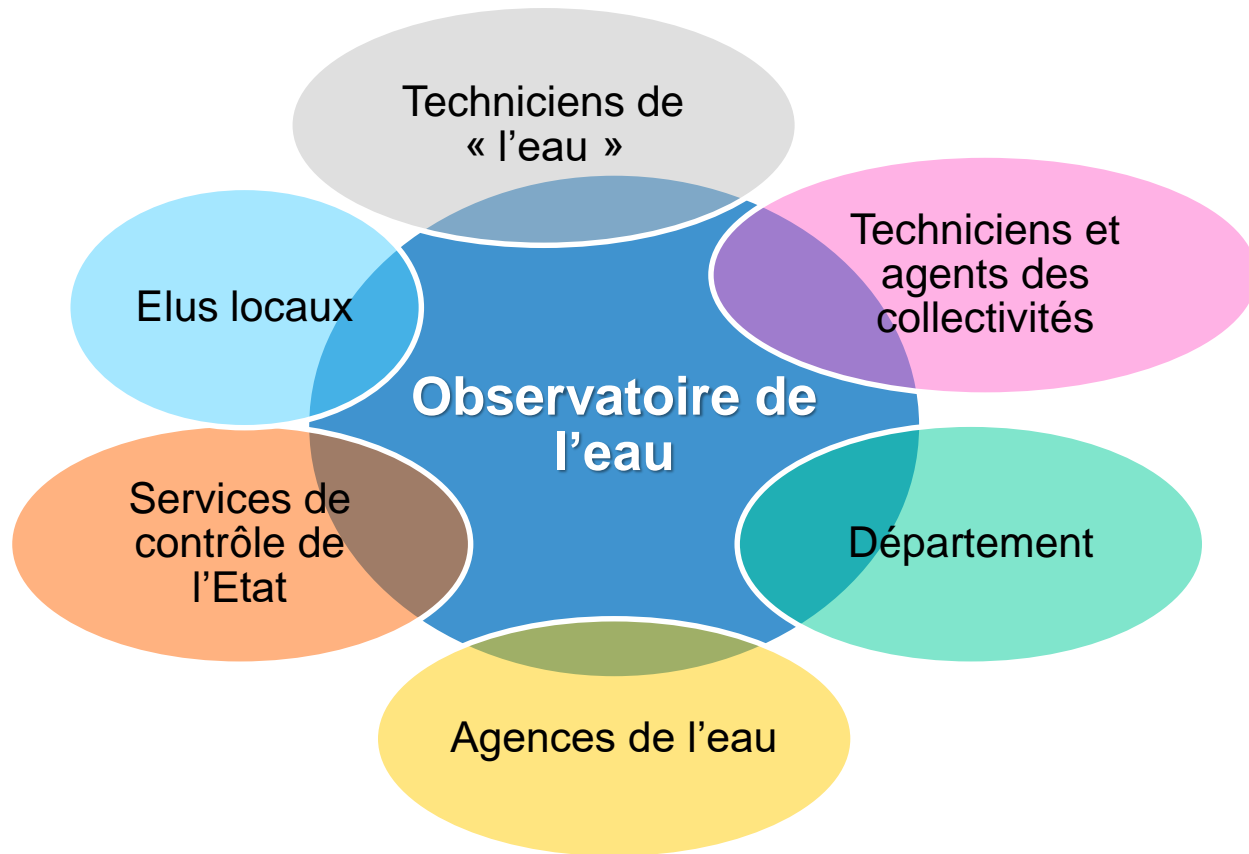 Techniciens de
« l’eau »
Techniciens et
agents des
collectivités
Elus locaux
Observatoire de
l’eau
Services de
contrôle de
l’Etat
Département
Agences de l’eau